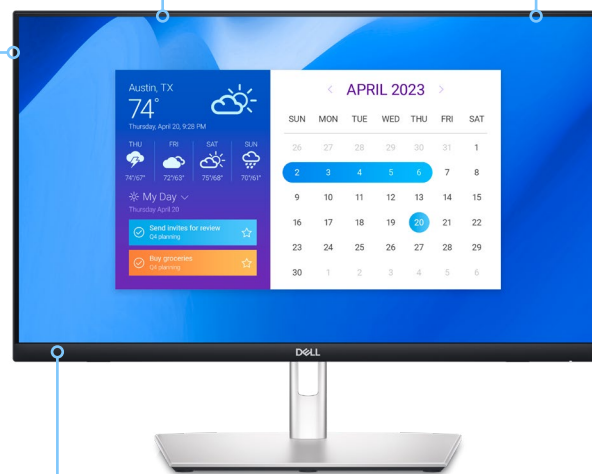 Austin, TX
74°
Thursday, April 20, 9:28 PM
THU FRI SAT SUN
74°/67° 72°/63° 75°/68° 70°/61°
My Day
Thursday April 20
Send invites for review
Q4 planning
Buy groceries
Q4 planning
< APRIL 2023 >
SUN MON TUE WED THU FRI SAT
26 27 28 29 30 31 1
2 3 4 5 6 7 8
9 10 11 12 13 14 15
16 17 18 19 20 21 22
23 24 25 26 27 28 29
30 1 2 3 4 5 6
DELL